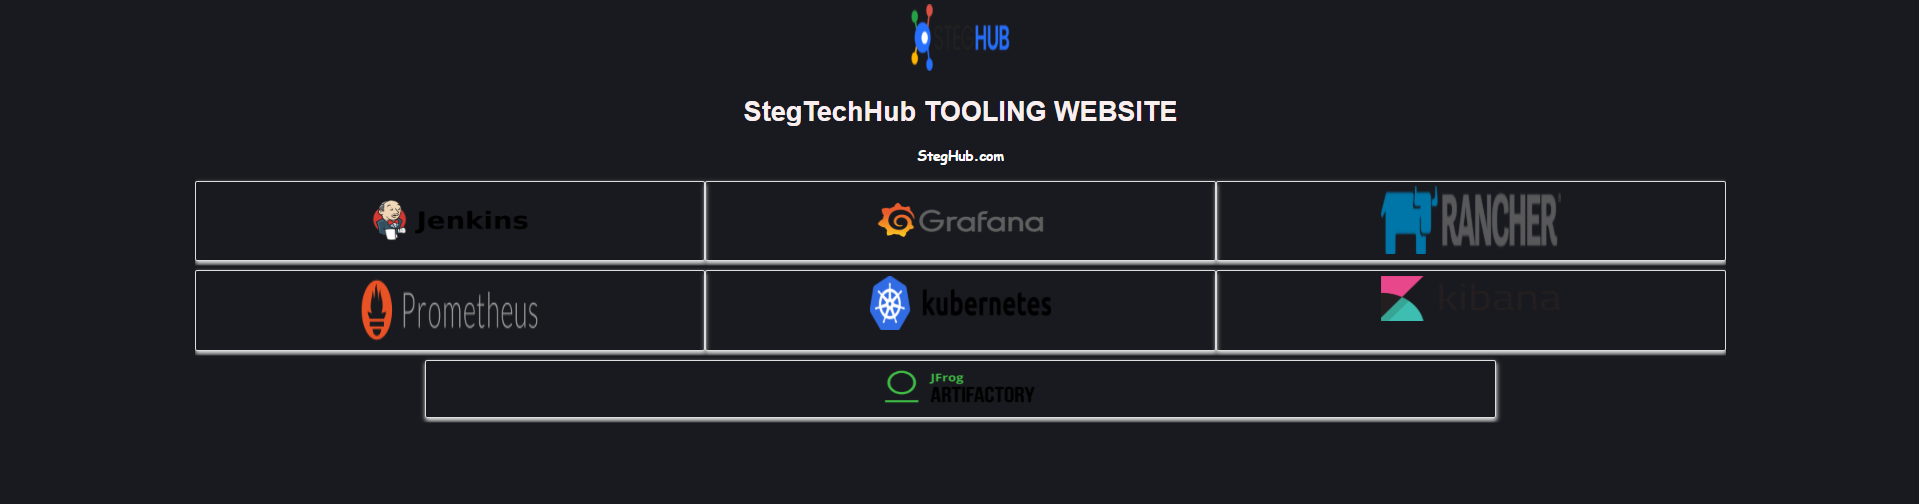 STEGHUB
StegTechHub TOOLING WEBSITE
StegHub.com
Jenkins
Grafana
RANCHER
Prometheus
kubernetes
kibana
JFrog
ARTIFACTORY